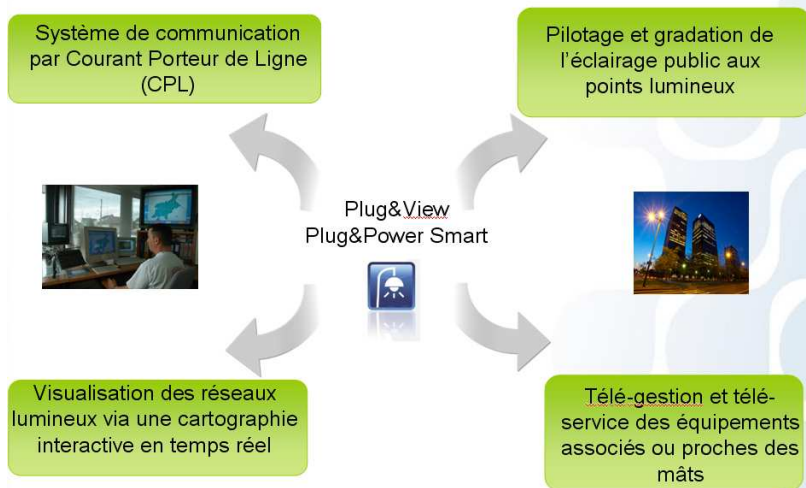 Système de communication
par Courant Porteur de Ligne
(CPL)
Pilotage et gradation de
l'éclairage public aux
points lumineux
Plug&View
Plug&Power Smart
Visualisation des réseaux
lumineux via une cartographie
interactive en temps réel
Télé-gestion et télé-
service des équipements
associés ou proches des
mâts